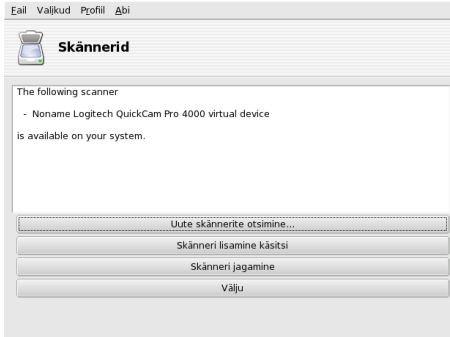 Fail Valjkud Profiil Abi
Skännerid
The following scanner
- Noname Logitech QuickCam Pro 4000 virtual device
is available on your system.
Uute skännerite otsimine...
Skänneri lisamine käsitsi
Skänneri jagamine
Välju